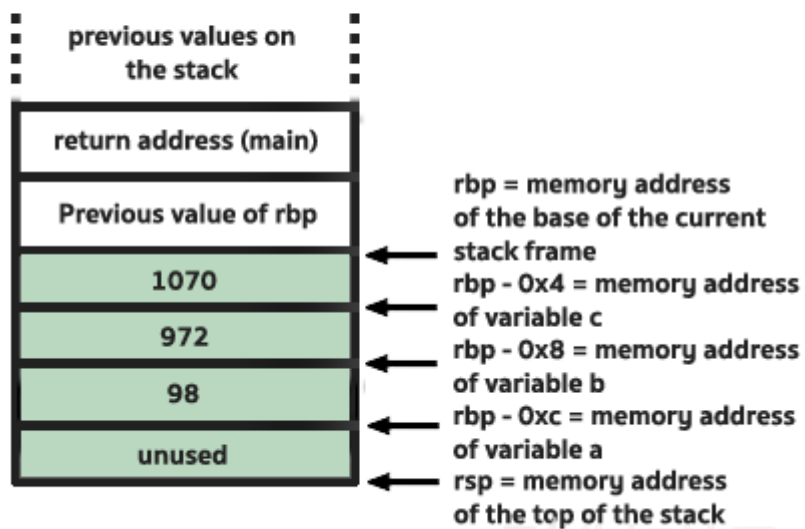 previous values on
the stack
return address (main)
Previous value of rbp
1070
972
98
unused
rbp = memory address
of the base of the current
stack frame
rbp - 0x4 = memory address
of variable c
rbp - 0x8 = memory address
of variable b
rbp - 0xc = memory address
of variable a
rsp = memory address
of the top of the stack